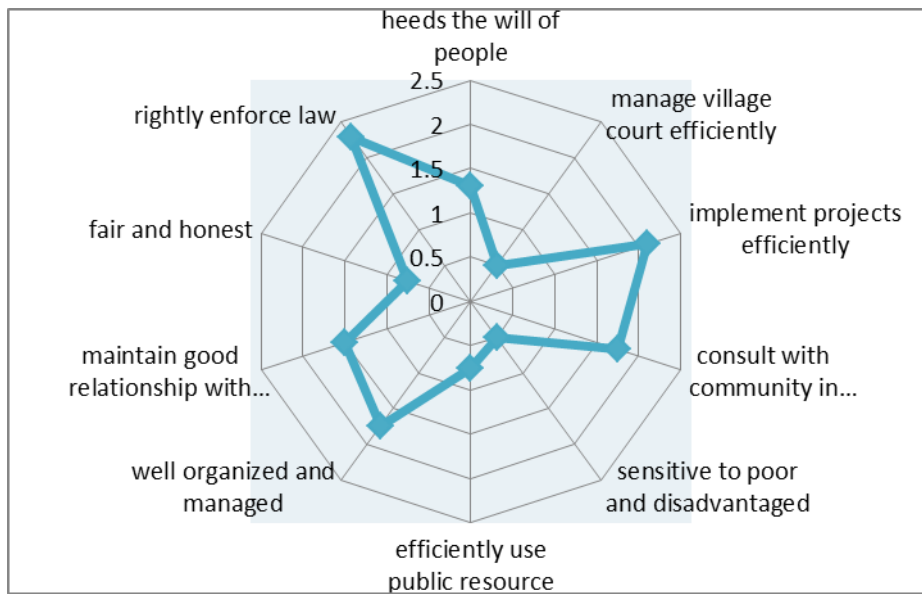 heeds the will of
people
2.5
2
1.5
1
0.5
0
manage village
court efficiently
implement projects
efficiently
consult with
community in...
sensitive to poor
and disadvantaged
efficiently use
public resource
well organized and
managed
maintain good
relationship with...
fair and honest
rightly enforce law